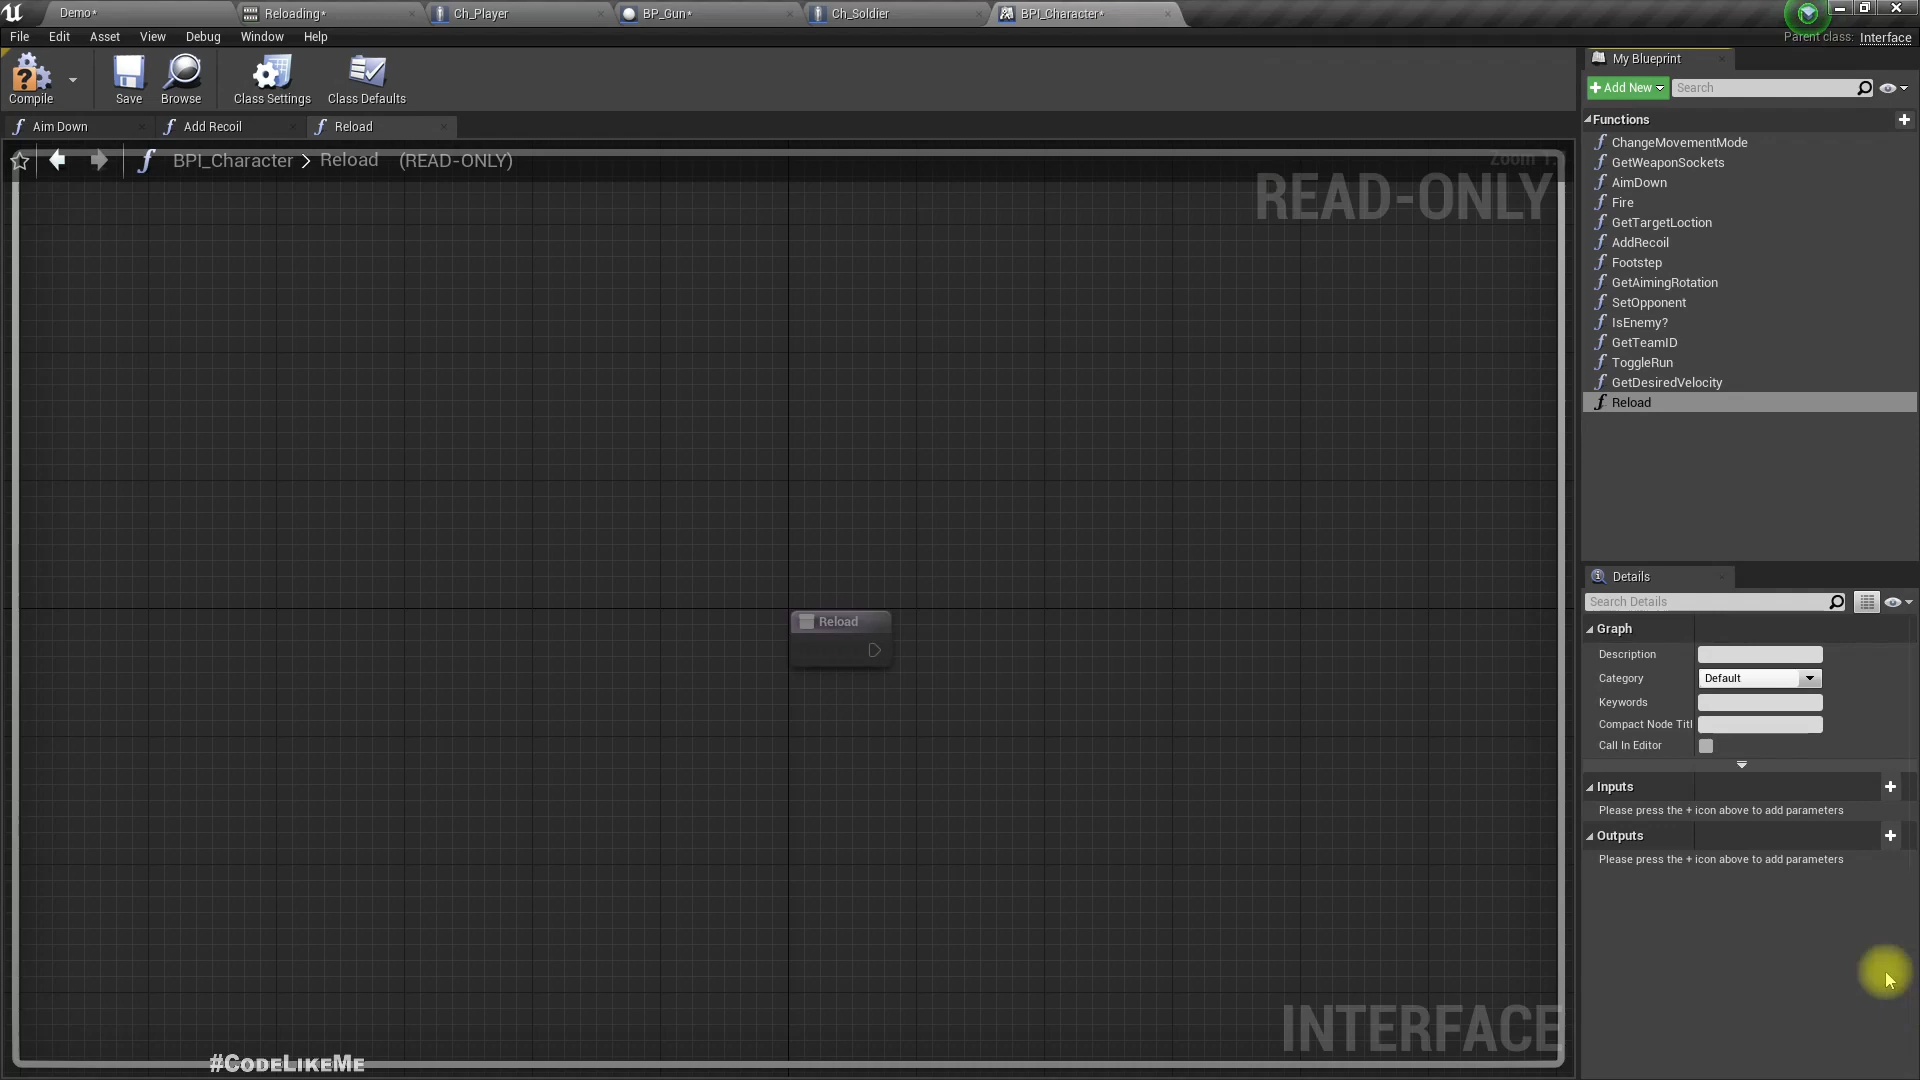 Demo*
Reloading*
Ch_Player
BP_Gun*
Ch_Soldier
BPI_Character*
File
Edit
Asset
View
Debug
Window
Help
Parent class: Interface
Compile
Save
Browse
Class Settings
Class Defaults
Aim Down
Add Recoil
Reload
BPI_Character > Reload (READ-ONLY)
READ-ONLY
Reload
INTERFACE
#CodeLikeMe
My Blueprint
+ Add New
Search
Functions
ChangeMovementMode
GetWeaponSockets
AimDown
Fire
GetTargetLoction
AddRecoil
Footstep
GetAimingRotation
SetOpponent
IsEnemy?
GetTeamID
ToggleRun
GetDesiredVelocity
Reload
Details
Search Details
Graph
Description
Category
Default
Keywords
Compact Node Titl
Call In Editor
Inputs
Please press the + icon above to add parameters
Outputs
Please press the + icon above to add parameters